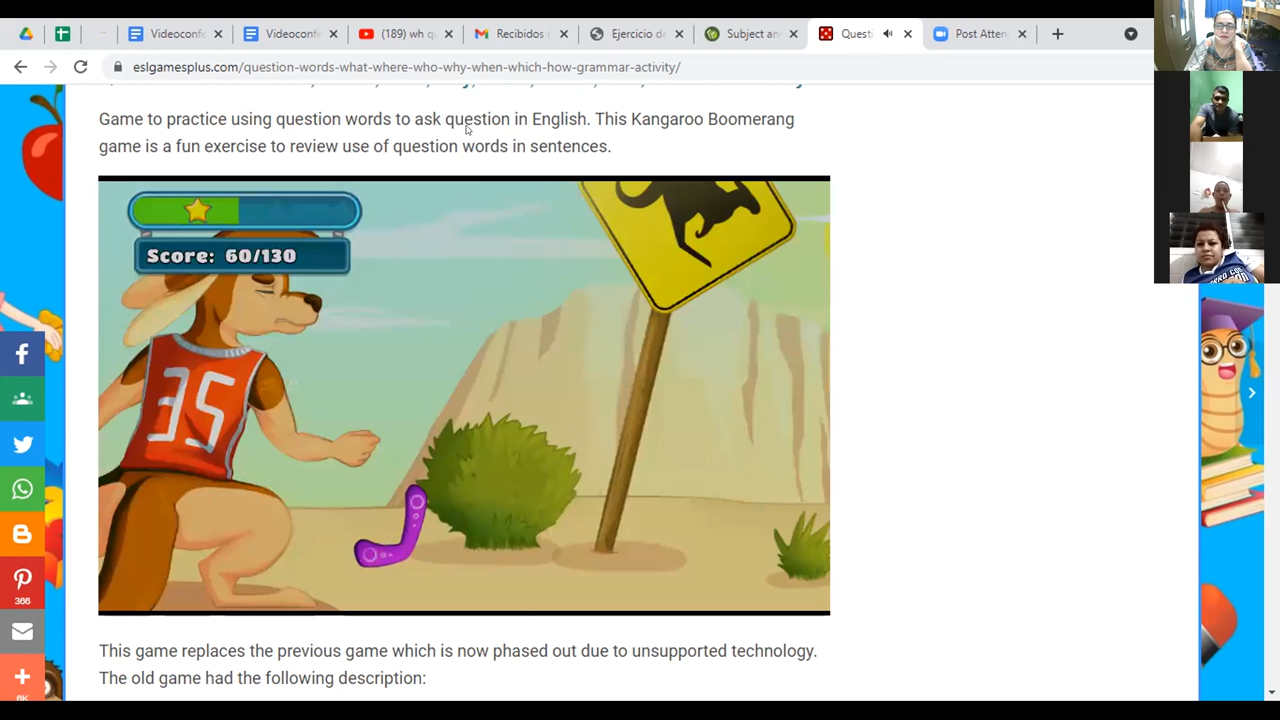 Videoconfe
Videoconfe
(189) wh q
Recibidos
Ejercicio de
Subject an
Questi
Post Atten
eslgamesplus.com/question-words-what-where-who-why-when-which-how-grammar-activity/
Game to practice using question words to ask question in English. This Kangaroo Boomerang
game is a fun exercise to review use of question words in sentences.
Score: 60/130
35
366
6K
This game replaces the previous game which is now phased out due to unsupported technology.
The old game had the following description: